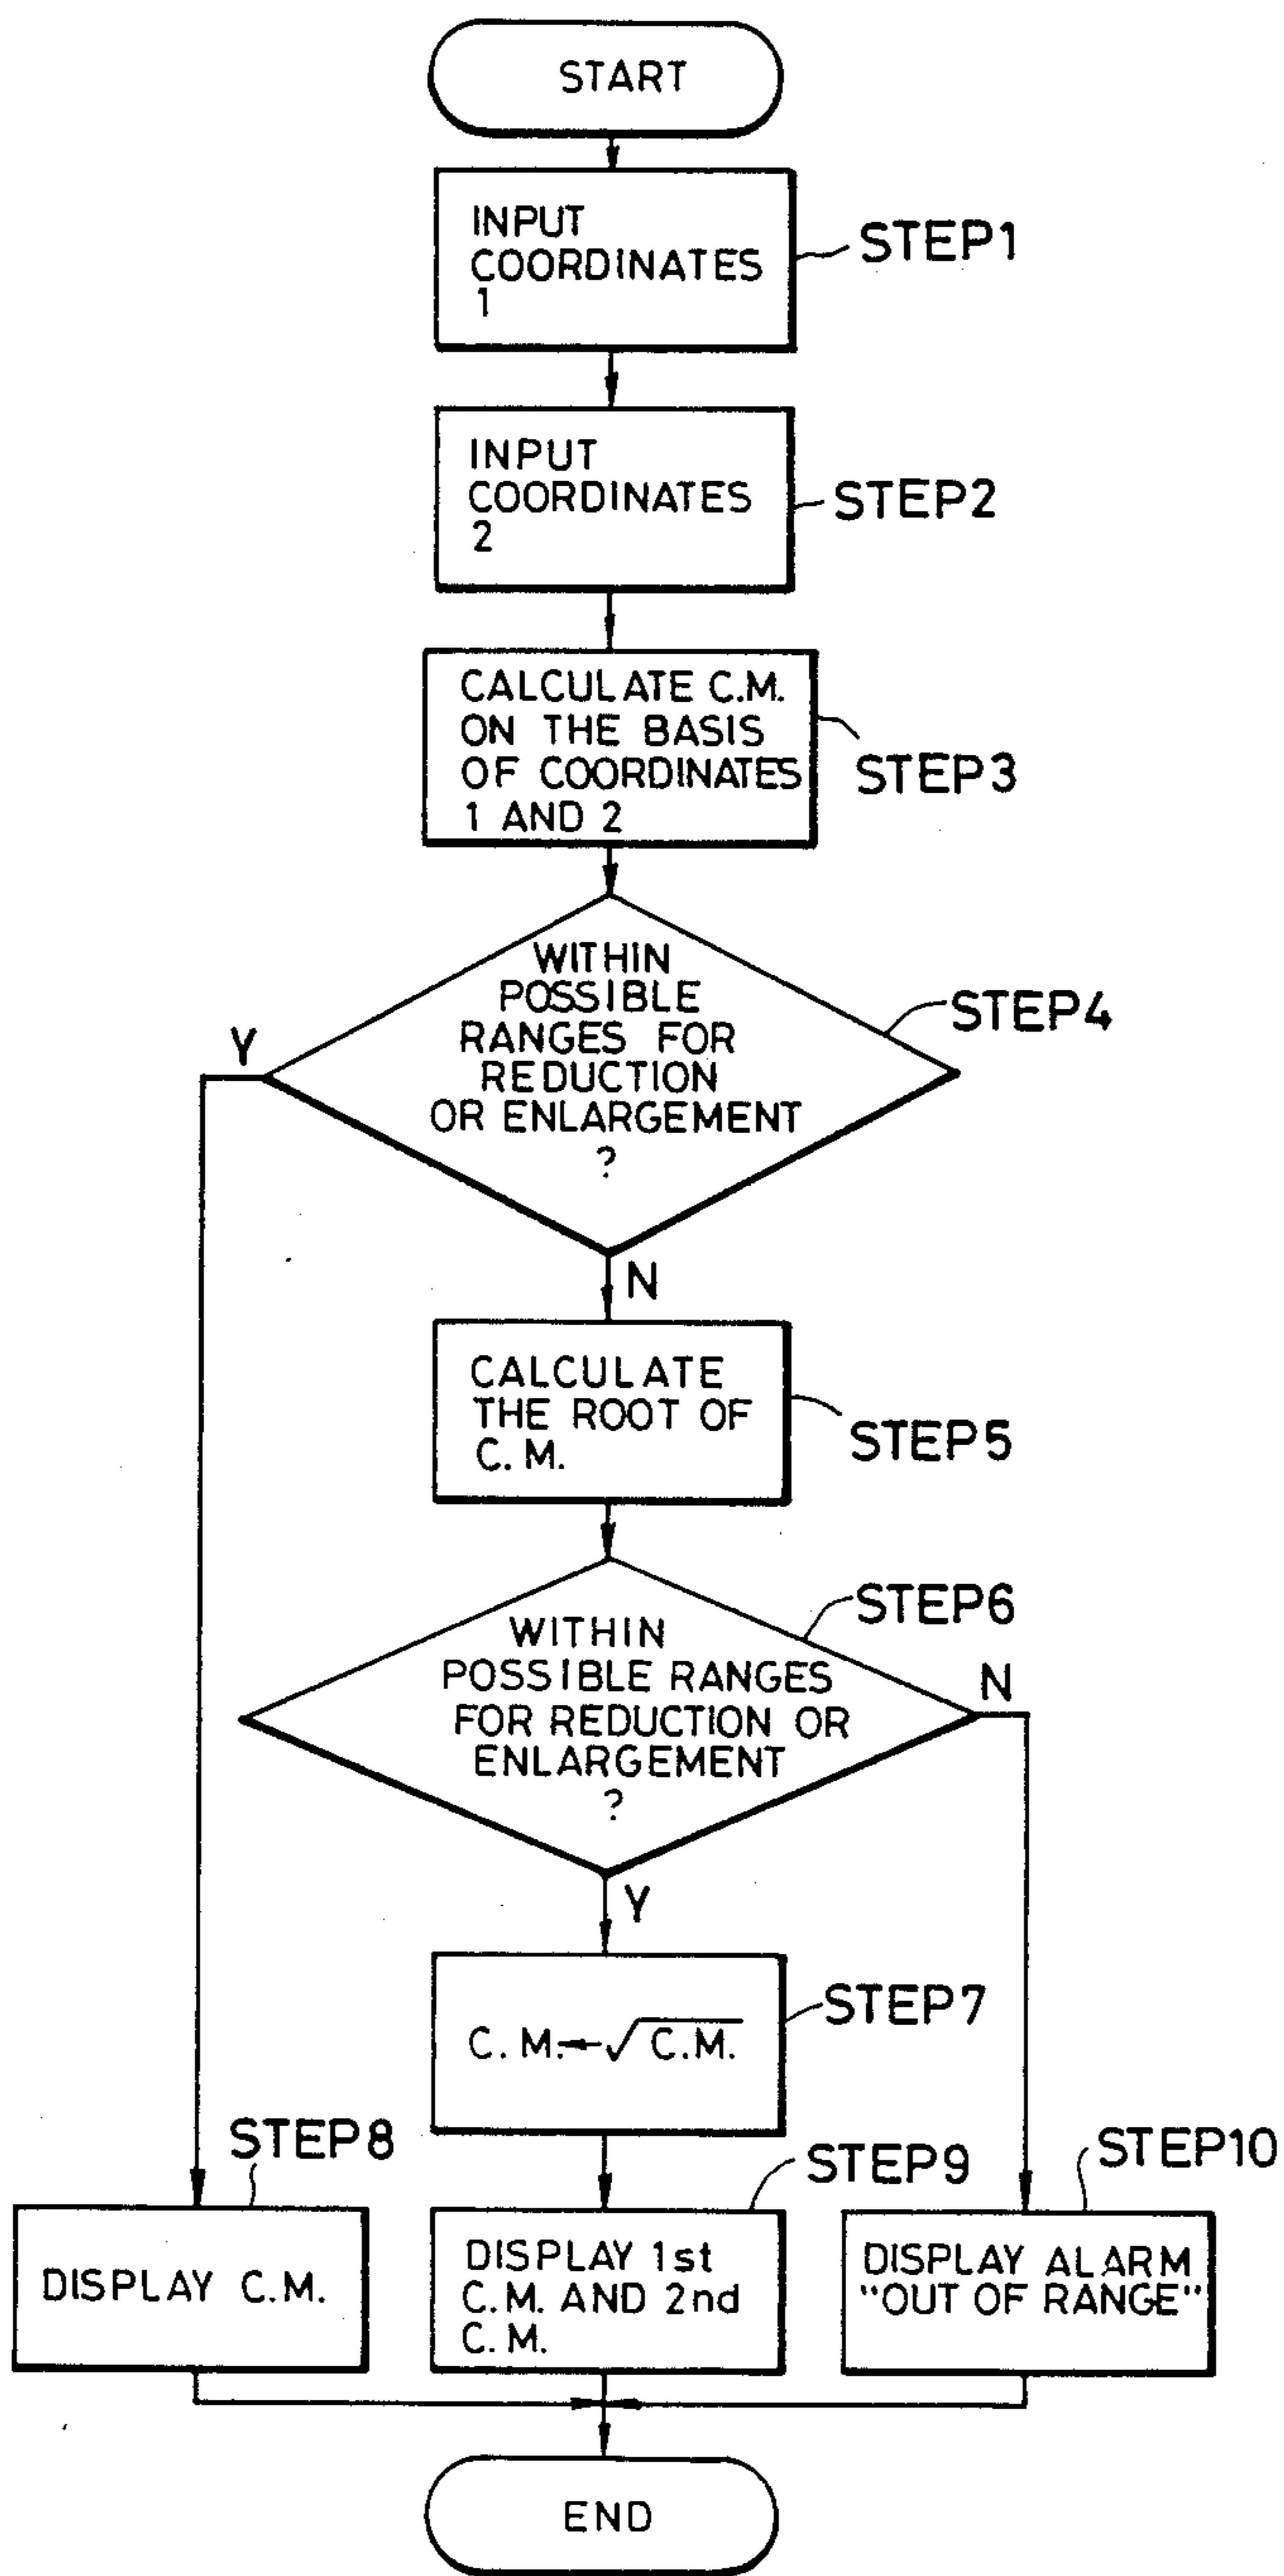 START
INPUT
COORDINATES
1
STEP1
INPUT
COORDINATES
2
STEP2
CALCULATE C.M.
ON THE BASIS
OF COORDINATES
1 AND 2
STEP3
WITHIN
POSSIBLE
RANGES FOR
REDUCTION
OR ENLARGEMENT
?
STEP4
Y
N
CALCULATE
THE ROOT OF
C. M.
STEP5
WITHIN
POSSIBLE RANGES
FOR REDUCTION OR
ENLARGEMENT
?
STEP6
N
Y
C. M.←√C.M.
STEP7
STEP8
DISPLAY C.M.
STEP9
DISPLAY 1st
C.M. AND 2nd
C. M.
STEP10
DISPLAY ALARM
"OUT OF RANGE"
END